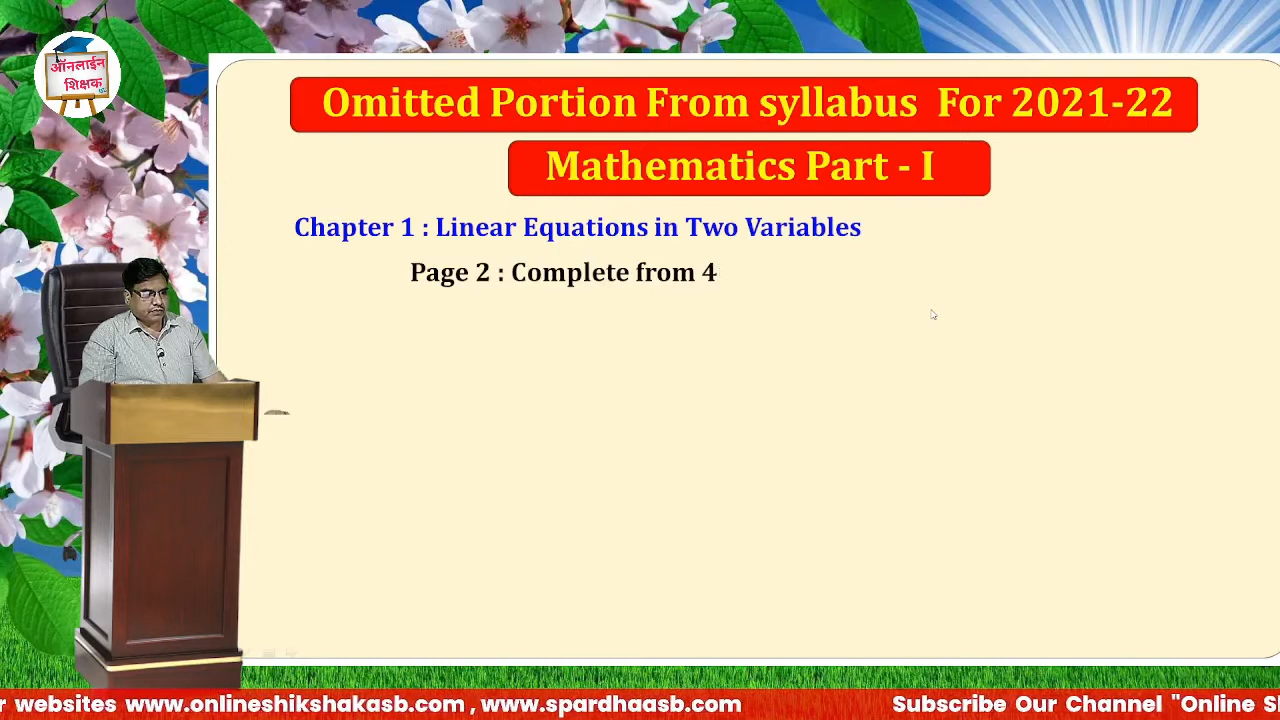 ऑनलाईन
शिक्षक
Omitted Portion From syllabus For 2021-22
Mathematics Part - I
Chapter 1 : Linear Equations in Two Variables
Page 2 : Complete from 4
r websites www.onlineshikshakasb.com , www.spardhaasb.com Subscribe Our Channel "Online S